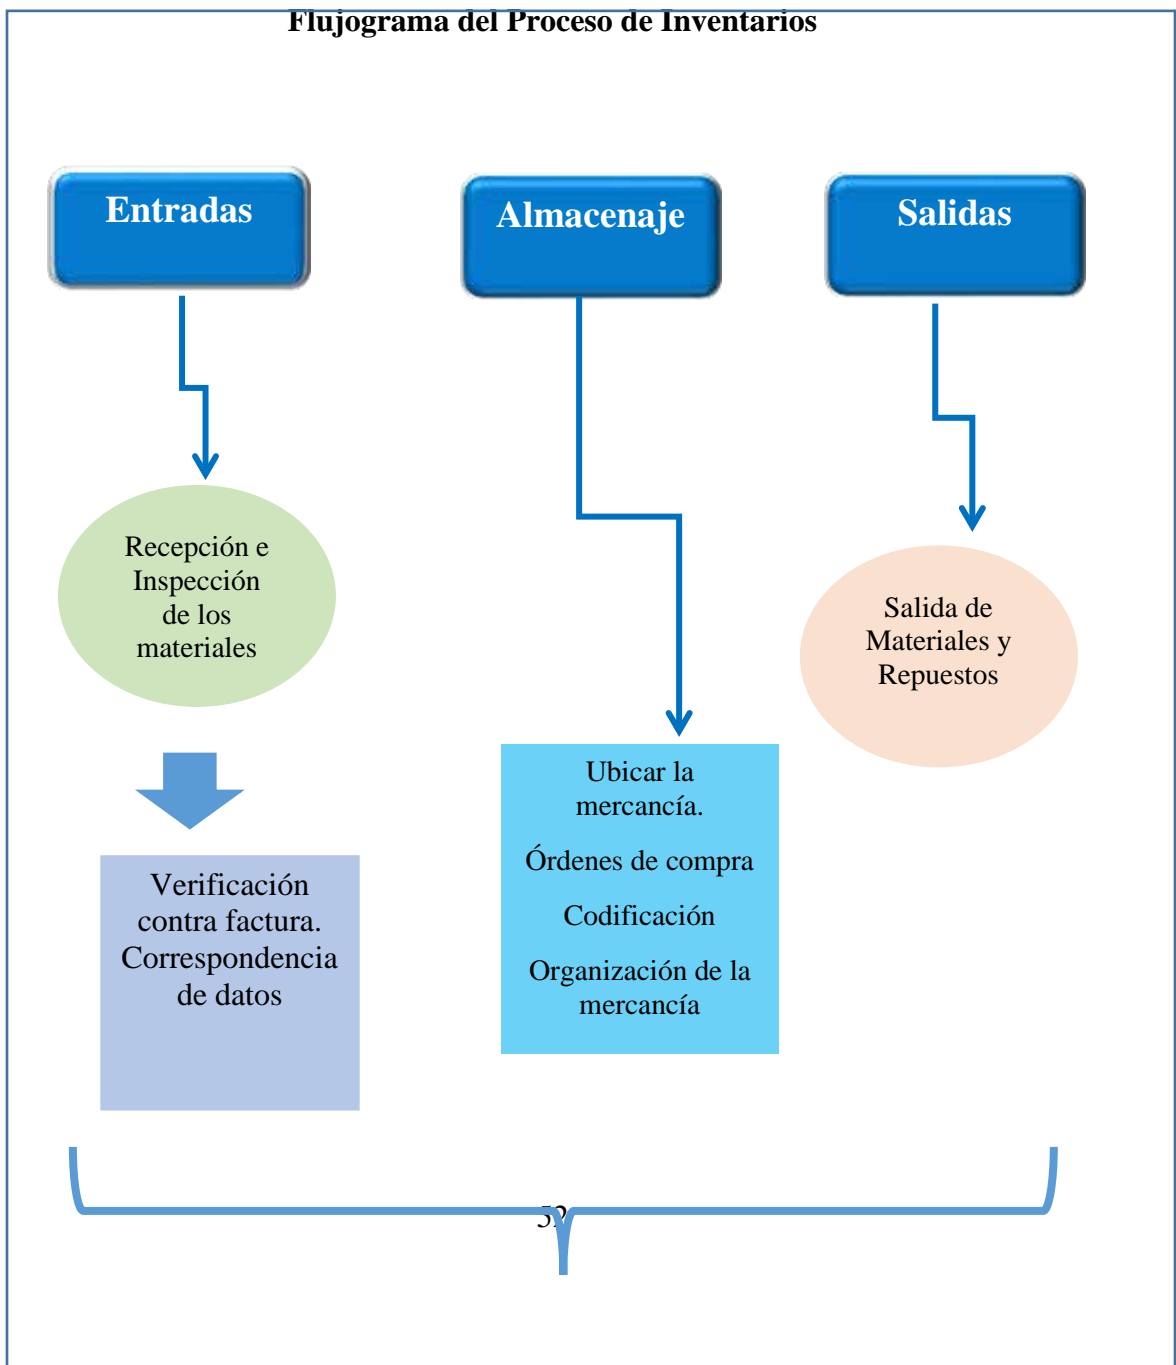 Flujograma del Proceso de Inventarios
Entradas
Almacenaje
Salidas
Recepción e
Inspección
de los
materiales
Salida de
Materiales y
Repuestos
Verificación
contra factura.
Correspondencia
de datos
Ubicar la
mercancía.
Órdenes de compra
Codificación
Organización de la
mercancía
52